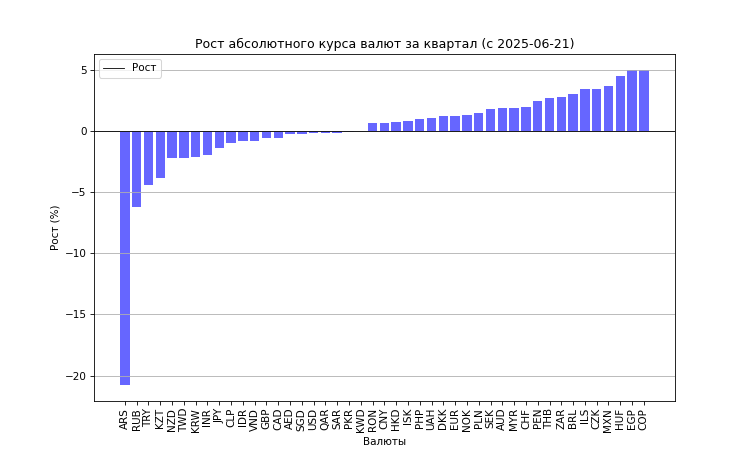 Рост абсолютного курса валют за квартал (с 2025-06-21)
Рост
Рост (%)
5
0
−5
−10
−15
−20
ARS RUB TRY KZT NZD TWD KRW INR JPY CLP IDR VND GBP CAD AED SGD USD QAR SAR PKR KWD RON CNY HKD ISK PHP UAH DKK EUR NOK PLN SEK AUD MYR CHF PEN THB ZAR BRL ILS CZK MXN HUF EGP COP
Валюты